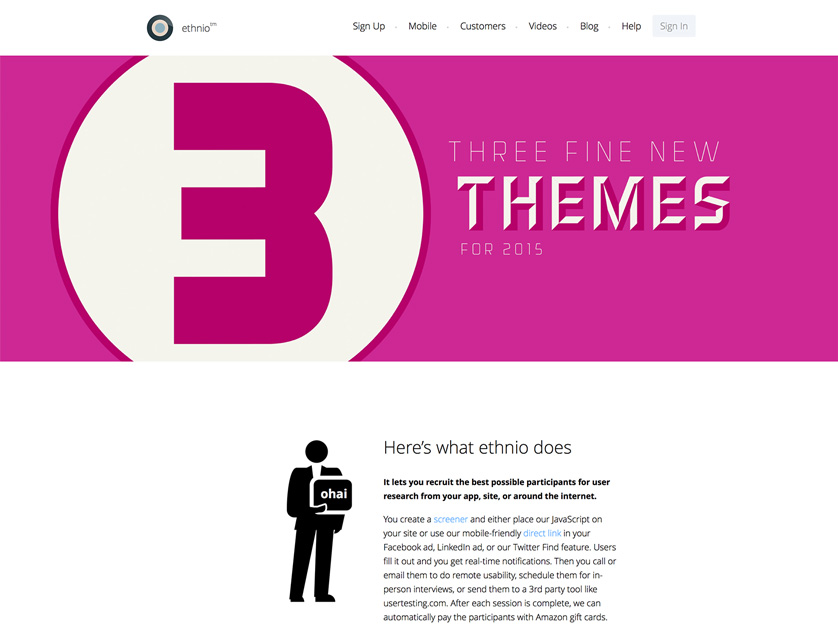 ethnio™
Sign Up - Mobile - Customers - Videos - Blog - Help Sign In
3
THREE FINE NEW
THEMES
FOR 2015
Here's what ethnio does
It lets you recruit the best possible participants for user
research from your app, site, or around the internet.
ohai
You create a screener and either place our JavaScript on
your site or use our mobile-friendly direct link in your
Facebook ad, LinkedIn ad, or our Twitter Find feature. Users
fill it out and you get real-time notifications. Then you call or
email them to do remote usability, schedule them for in-
person interviews, or send them to a 3rd party tool like
usertesting.com. After each session is complete, we can
automatically pay the participants with Amazon gift cards.